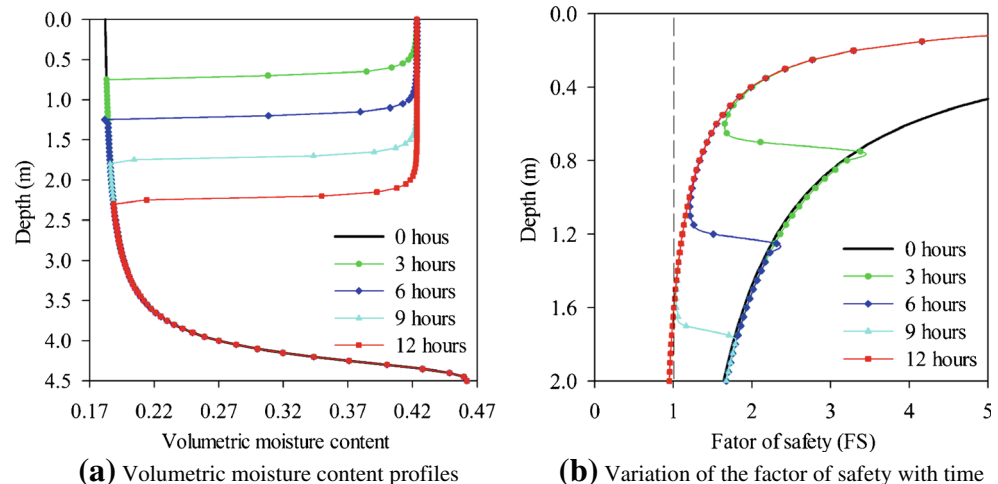 0.0
0.5
1.0
1.5
2.0
2.5
3.0
3.5
4.0
4.5
Depth (m)
0.17
0.22
0.27
0.32
0.37
0.42
0.47
Volumetric moisture content
0 hous
3 hours
6 hours
9 hours
12 hours
(a) Volumetric moisture content profiles
0.0
0.4
0.8
1.2
1.6
2.0
Depth (m)
0
1
2
3
4
5
Fator of safety (FS)
0 hours
3 hours
6 hours
9 hours
12 hours
(b) Variation of the factor of safety with time